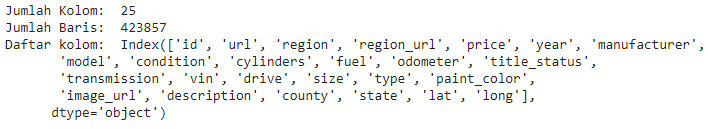 Jumlah Kolom:  25
Jumlah Baris:  423857
Daftar kolom:  Index(['id', 'url', 'region', 'region_url', 'price', 'year', 'manufacturer',
       'model', 'condition', 'cylinders', 'fuel', 'odometer', 'title_status',
       'transmission', 'vin', 'drive', 'size', 'type', 'paint_color',
       'image_url', 'description', 'county', 'state', 'lat', 'long'],
      dtype='object')